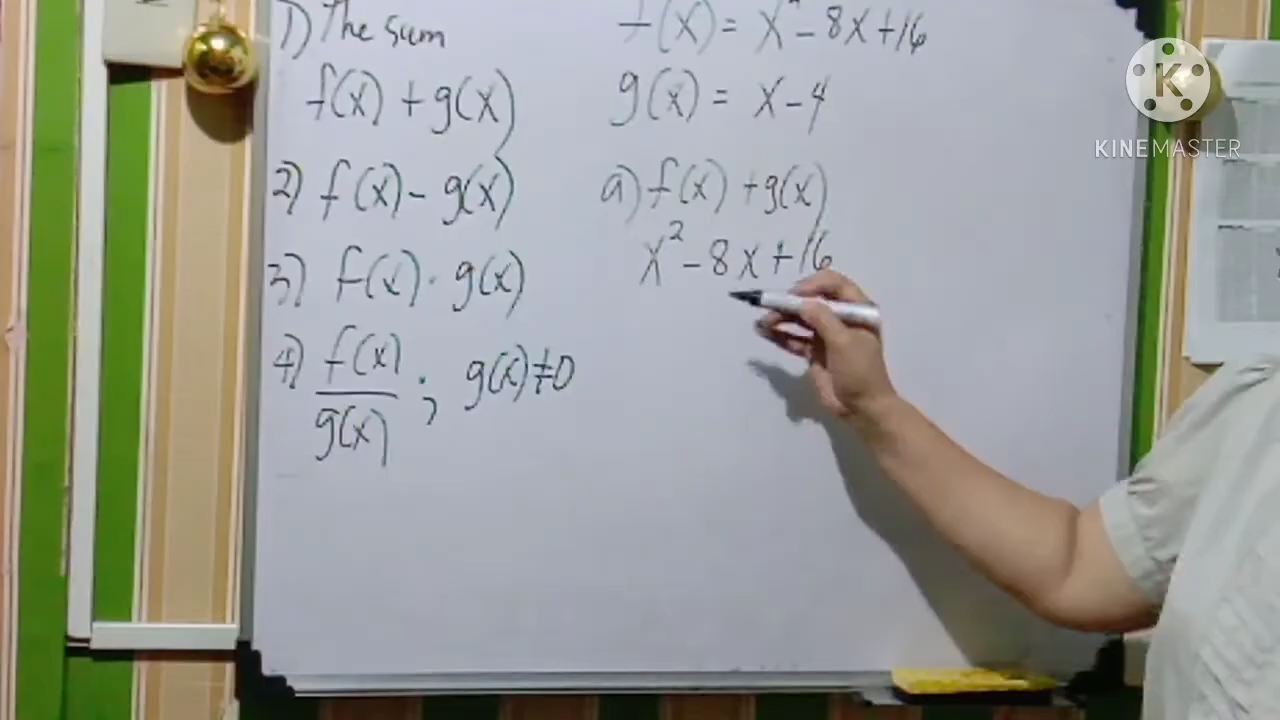 1) The sum
f(x) + g(x)
2) f(x) - g(x)
3) f(x) · g(x)
4) f(x)/g(x) ; g(x) ≠ 0
f(x) = x² - 8x + 16
g(x) = x - 4
a) f(x) + g(x)
x² - 8x + 16
K
KINEMASTER